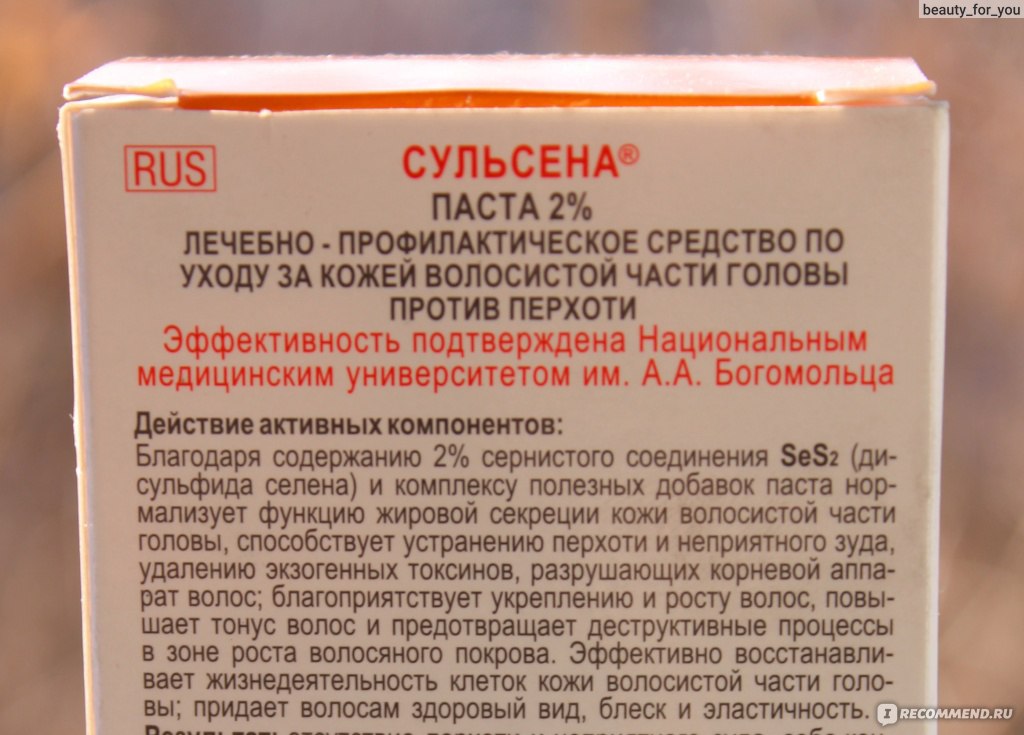 beauty_for_you
RUS
СУЛЬСЕНА®
ПАСТА 2%
ЛЕЧЕБНО - ПРОФИЛАКТИЧЕСКОЕ СРЕДСТВО ПО
УХОДУ ЗА КОЖЕЙ ВОЛОСИСТОЙ ЧАСТИ ГОЛОВЫ
ПРОТИВ ПЕРХОТИ
Эффективность подтверждена Национальным
медицинским университетом им. А.А. Богомольца
Действие активных компонентов:
Благодаря содержанию 2% сернистого соединения SeS₂ (ди-
сульфида селена) и комплексу полезных добавок паста нор-
мализует функцию жировой секреции кожи волосистой части
головы, способствует устранению перхоти и неприятного зуда,
удалению экзогенных токсинов, разрушающих корневой аппа-
рат волос; благоприятствует укреплению и росту волос, повы-
шает тонус волос и предотвращает деструктивные процессы
в зоне роста волосяного покрова. Эффективно восстанавли-
вает жизнедеятельность клеток кожи волосистой части голо-
вы; придает волосам здоровый вид, блеск и эластичность.
IRECOMMEND.RU